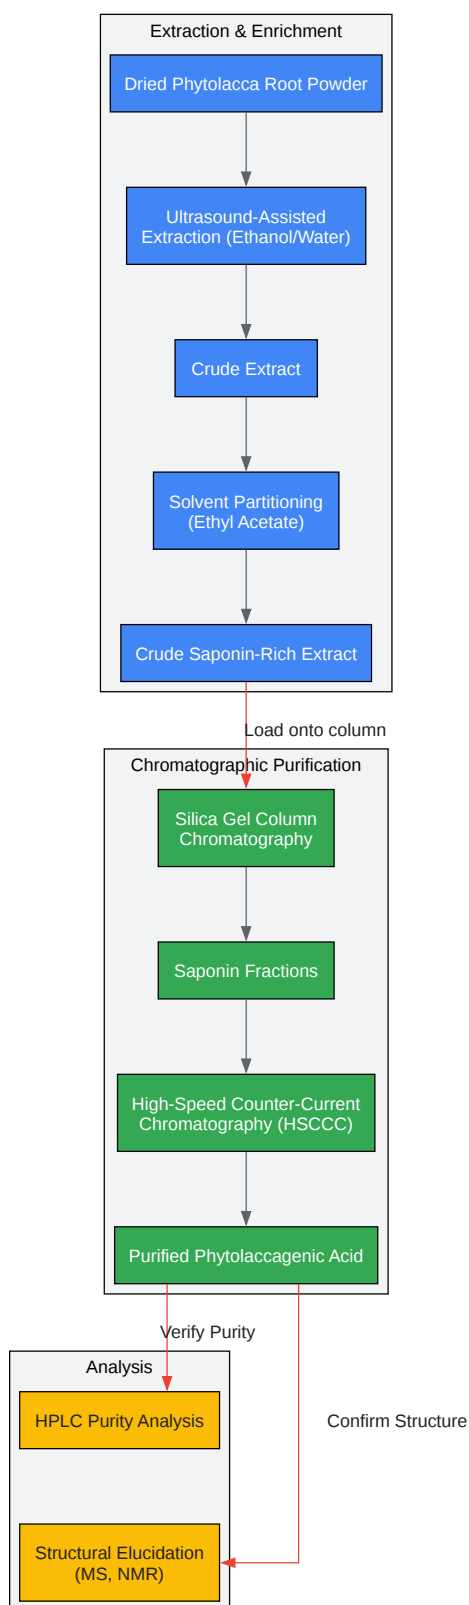 Extraction & Enrichment
Dried Phytolacca Root Powder
Ultrasound-Assisted
Extraction (Ethanol/Water)
Crude Extract
Solvent Partitioning
(Ethyl Acetate)
Crude Saponin-Rich Extract
Load onto column
Chromatographic Purification
Silica Gel Column
Chromatography
Saponin Fractions
High-Speed Counter-Current
Chromatography (HSCCC)
Purified Phytolaccagenic Acid
Verify Purity
Analysis
HPLC Purity Analysis
Confirm Structure
Structural Elucidation
(MS, NMR)